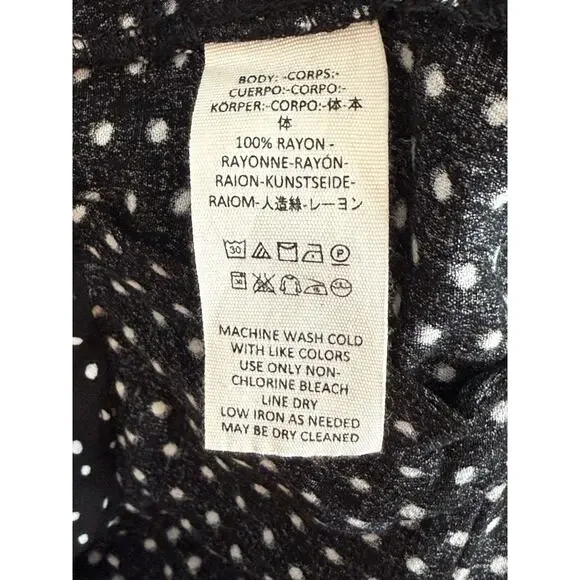 BODY: -CORPS:-
CUERPO:-CORPO:-
KÖRPER:-CORPO:-体-本
体
100% RAYON -
RAYONNE-RAYÓN-
RAION-KUNSTSEIDE-
RAIOM-人造絲-レーヨン
30
P
MACHINE WASH COLD
WITH LIKE COLORS
USE ONLY NON-
CHLORINE BLEACH
LINE DRY
LOW IRON AS NEEDED
MAY BE DRY CLEANED